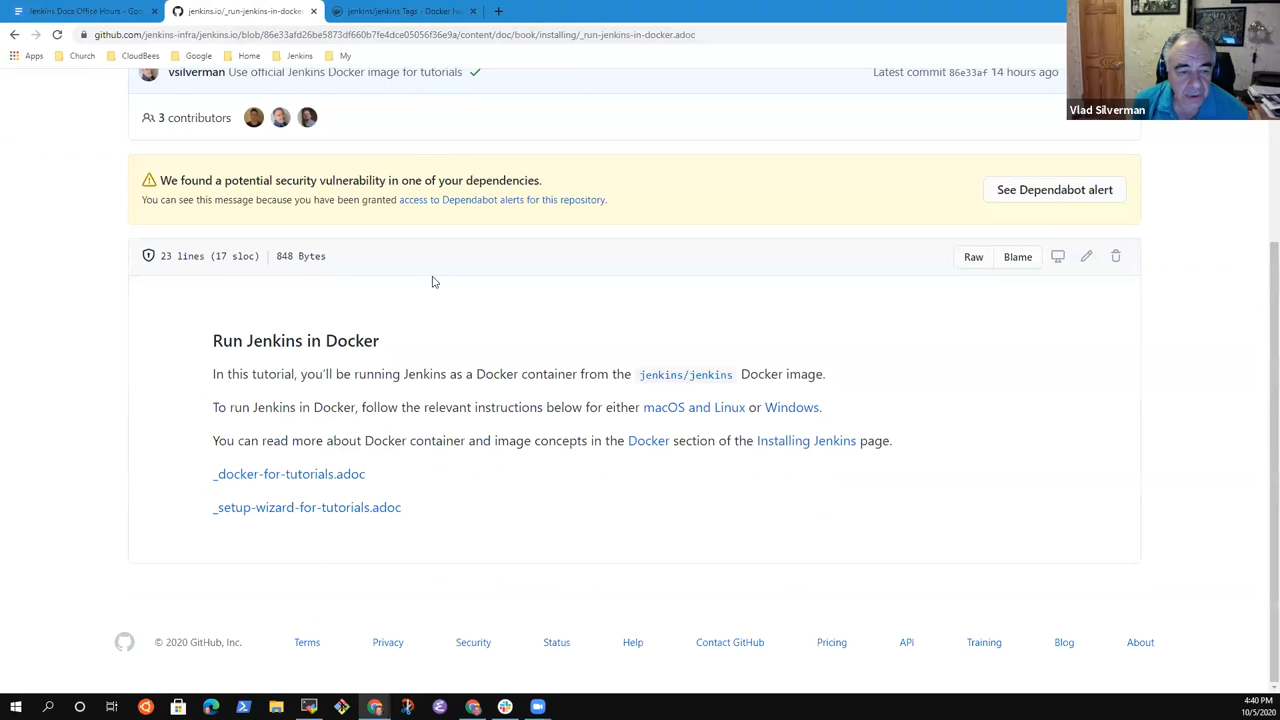 Jenkins Docs Office Hours - Goo
jenkins.io/_run-jenkins-in-docke
jenkins/jenkins Tags - Docker Hu
github.com/jenkins-infra/jenkins.io/blob/86e33afd26be5873df660b7fe4dce05056f36e9a/content/doc/book/installing/_run-jenkins-in-docker.adoc
Apps Church CloudBees Google Home Jenkins My
vsilverman Use official Jenkins Docker image for tutorials
Latest commit 86e33af 14 hours ago
Vlad Silverman
3 contributors
We found a potential security vulnerability in one of your dependencies.
You can see this message because you have been granted access to Dependabot alerts for this repository.
See Dependabot alert
23 lines (17 sloc) 848 Bytes
Raw Blame
Run Jenkins in Docker
In this tutorial, you’ll be running Jenkins as a Docker container from the jenkins/jenkins Docker image.
To run Jenkins in Docker, follow the relevant instructions below for either macOS and Linux or Windows.
You can read more about Docker container and image concepts in the Docker section of the Installing Jenkins page.
_docker-for-tutorials.adoc
_setup-wizard-for-tutorials.adoc
© 2020 GitHub, Inc. Terms Privacy Security Status Help Contact GitHub Pricing API Training Blog About
4:40 PM
10/5/2020